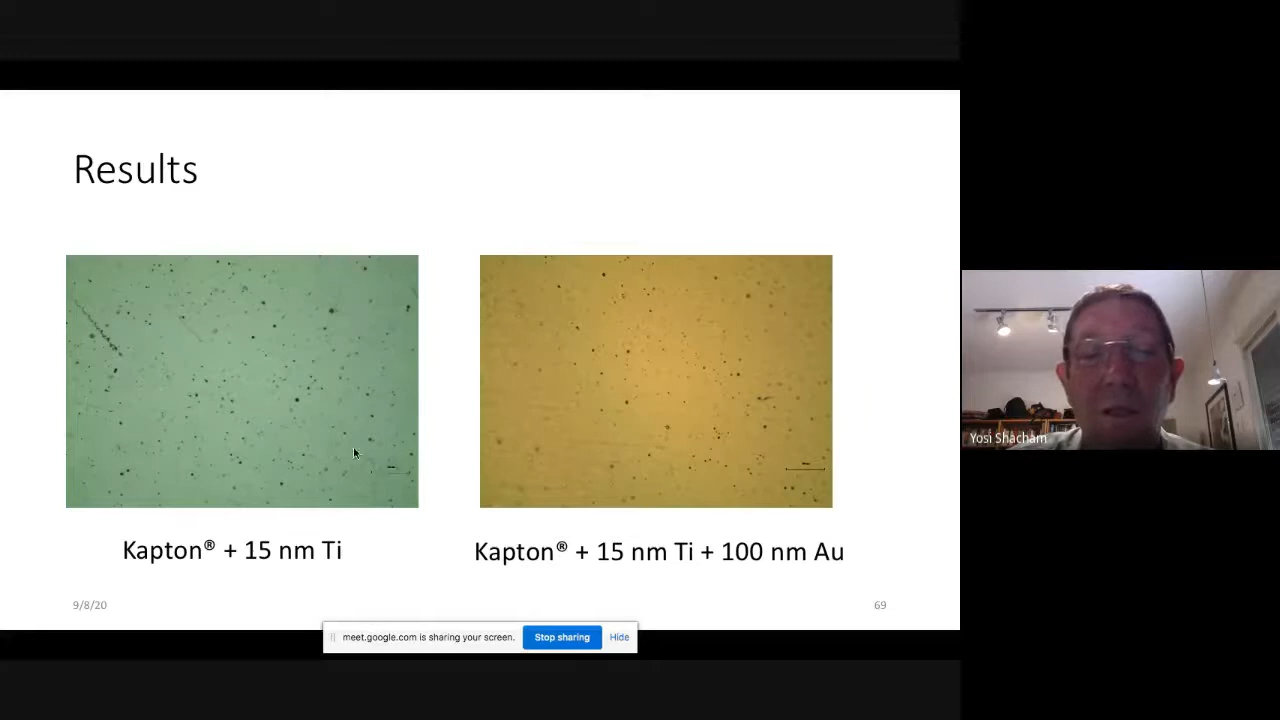 Results
Kapton® + 15 nm Ti
Kapton® + 15 nm Ti + 100 nm Au
9/8/20
69
meet.google.com is sharing your screen.
Stop sharing
Hide
Yosi Shacham